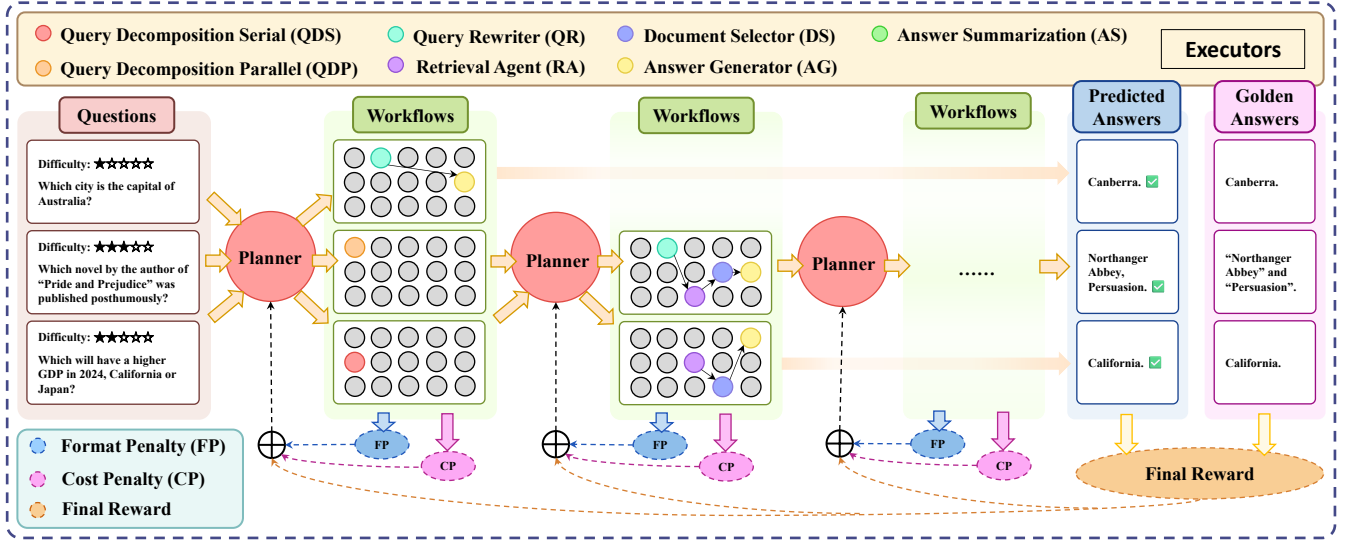 Query Decomposition Serial (QDS)
Query Rewriter (QR)
Document Selector (DS)
Answer Summarization (AS)
Query Decomposition Parallel (QDP)
Retrieval Agent (RA)
Answer Generator (AG)
Executors
Questions
Workflows
Workflows
Workflows
Predicted
Answers
Golden
Answers
Difficulty: ★☆☆☆☆
Which city is the capital of
Australia?
Difficulty: ★★★☆☆
Which novel by the author of
“Pride and Prejudice” was
published posthumously?
Difficulty: ★★☆☆☆
Which will have a higher
GDP in 2024, California or
Japan?
Planner
Planner
Planner
......
Canberra. ✅
Northanger
Abbey,
Persuasion. ✅
California. ✅
Canberra.
“Northanger
Abbey” and
“Persuasion”.
California.
FP
CP
FP
CP
FP
CP
Final Reward
Format Penalty (FP)
Cost Penalty (CP)
Final Reward